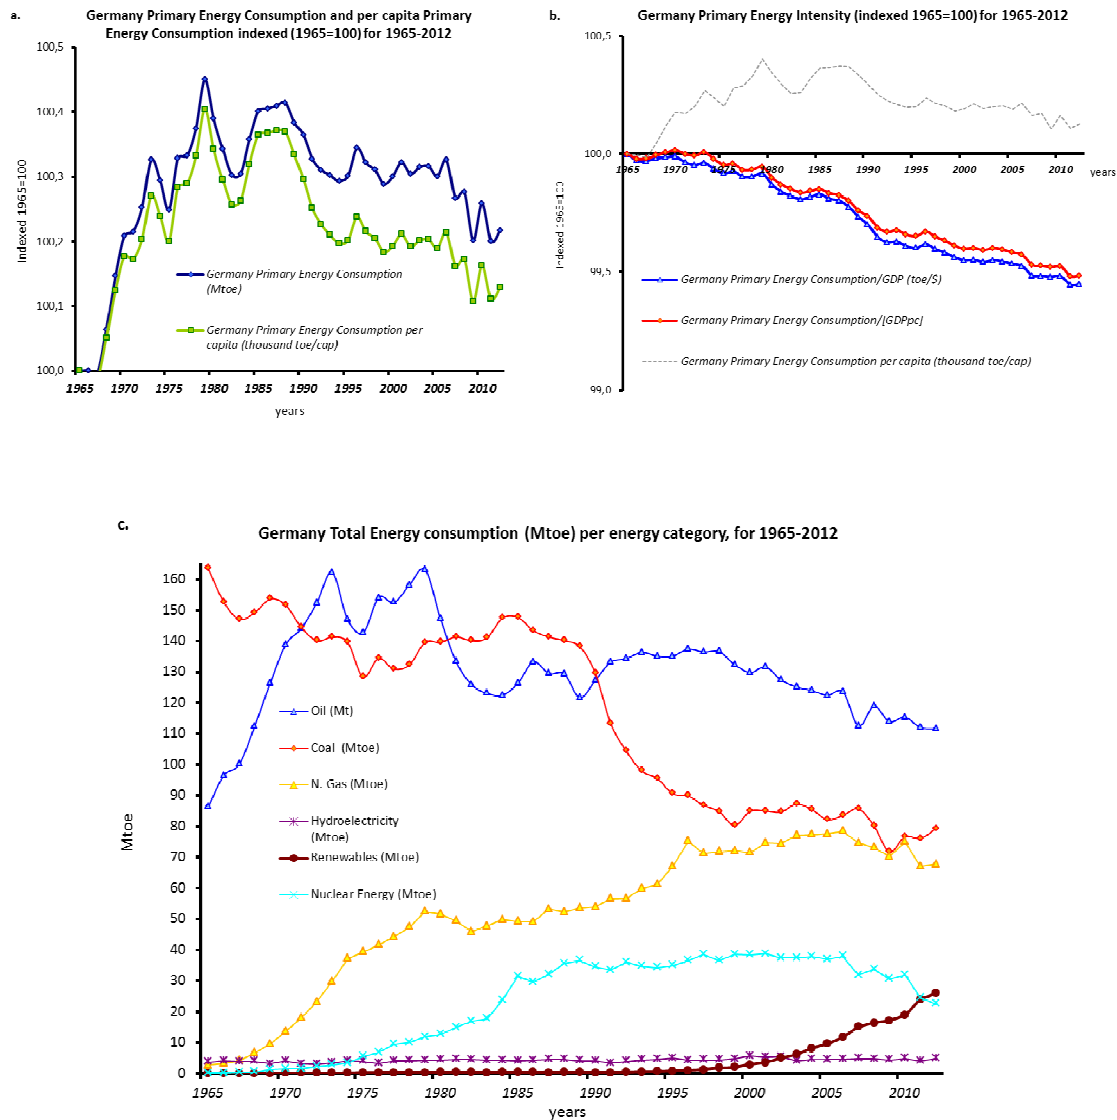 a.
Germany Primary Energy Consumption and per capita Primary
Energy Consumption indexed (1965=100) for 1965-2012
100,5
100,4
100,3
100,2
100,1
100,0
Indexed 1965=100
Germany Primary Energy Consumption
(Mtoe)
Germany Primary Energy Consumption per
capita (thousand toe/cap)
1965 1970 1975 1980 1985 1990 1995 2000 2005 2010
years
b.
Germany Primary Energy Intensity (indexed 1965=100) for 1965-2012
100,5
100,0
99,5
99,0
Indexed 1965=100
1965 1970 1975 1980 1985 1990 1995 2000 2005 2010
years
Germany Primary Energy Consumption/GDP (toe/$)
Germany Primary Energy Consumption/[GDPpc]
Germany Primary Energy Consumption per capita (thousand toe/cap)
c.
Germany Total Energy consumption (Mtoe) per energy category, for 1965-2012
160
150
140
130
120
110
100
90
80
70
60
50
40
30
20
10
0
Mtoe
Oil (Mt)
Coal (Mtoe)
N. Gas (Mtoe)
Hydroelectricity
(Mtoe)
Renewables (Mtoe)
Nuclear Energy (Mtoe)
1965 1970 1975 1980 1985 1990 1995 2000 2005 2010
years